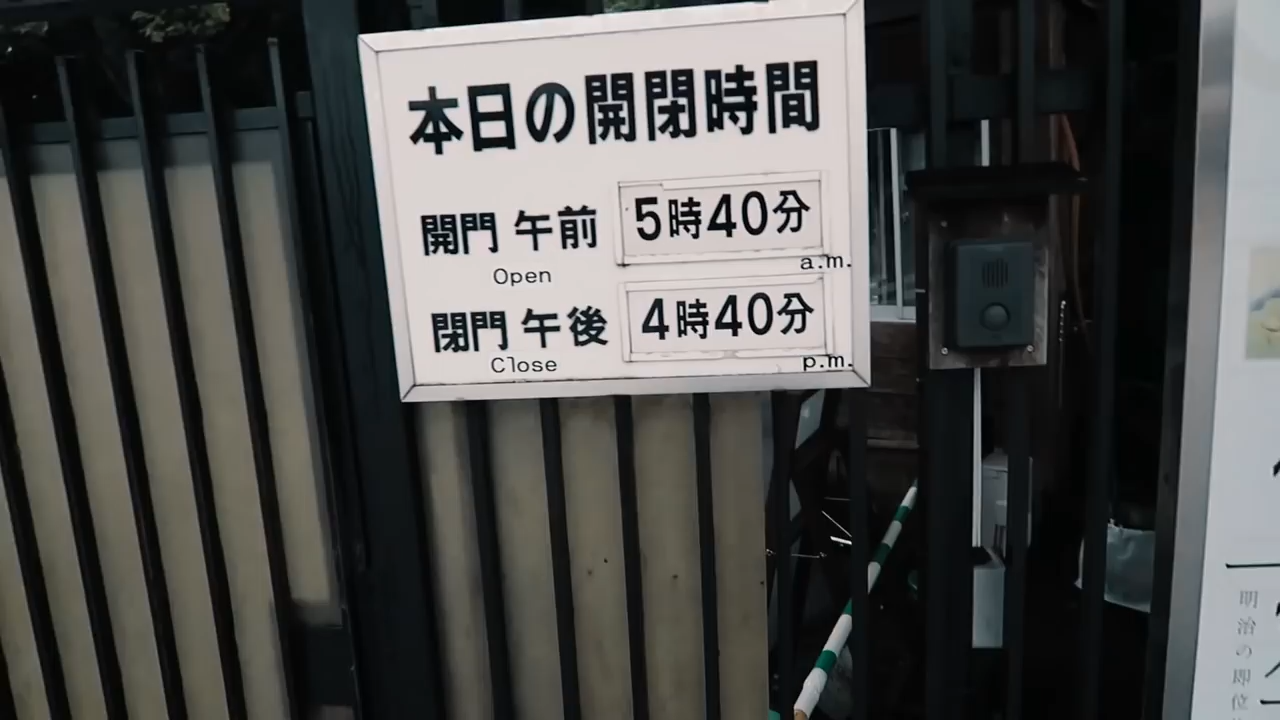 本日の開閉時間
開門 午前 5時40分
Open a.m.
閉門 午後 4時40分
Close p.m.
明治の即位